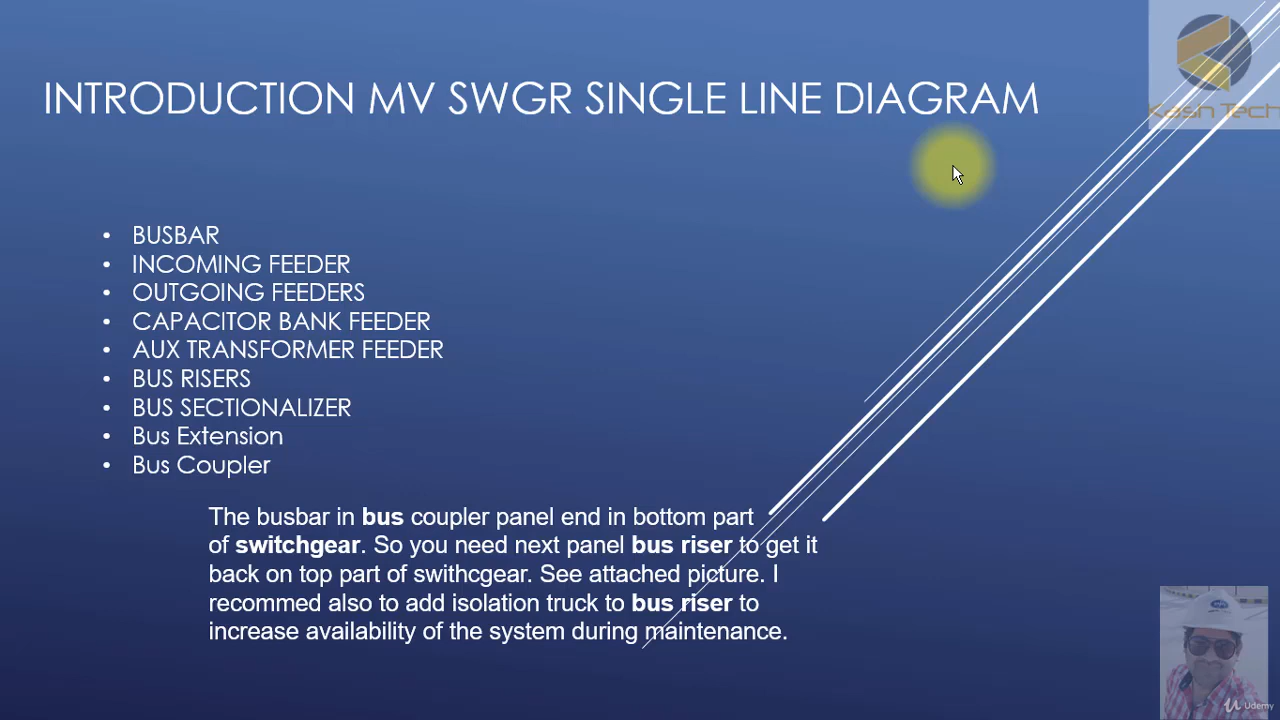 INTRODUCTION MV SWGR SINGLE LINE DIAGRAM
Kasn Tech
• BUSBAR
• INCOMING FEEDER
• OUTGOING FEEDERS
• CAPACITOR BANK FEEDER
• AUX TRANSFORMER FEEDER
• BUS RISERS
• BUS SECTIONALIZER
• Bus Extension
• Bus Coupler
The busbar in bus coupler panel end in bottom part
of switchgear. So you need next panel bus riser to get it
back on top part of swithcgear. See attached picture. I
recommed also to add isolation truck to bus riser to
increase availability of the system during maintenance.
Udemy